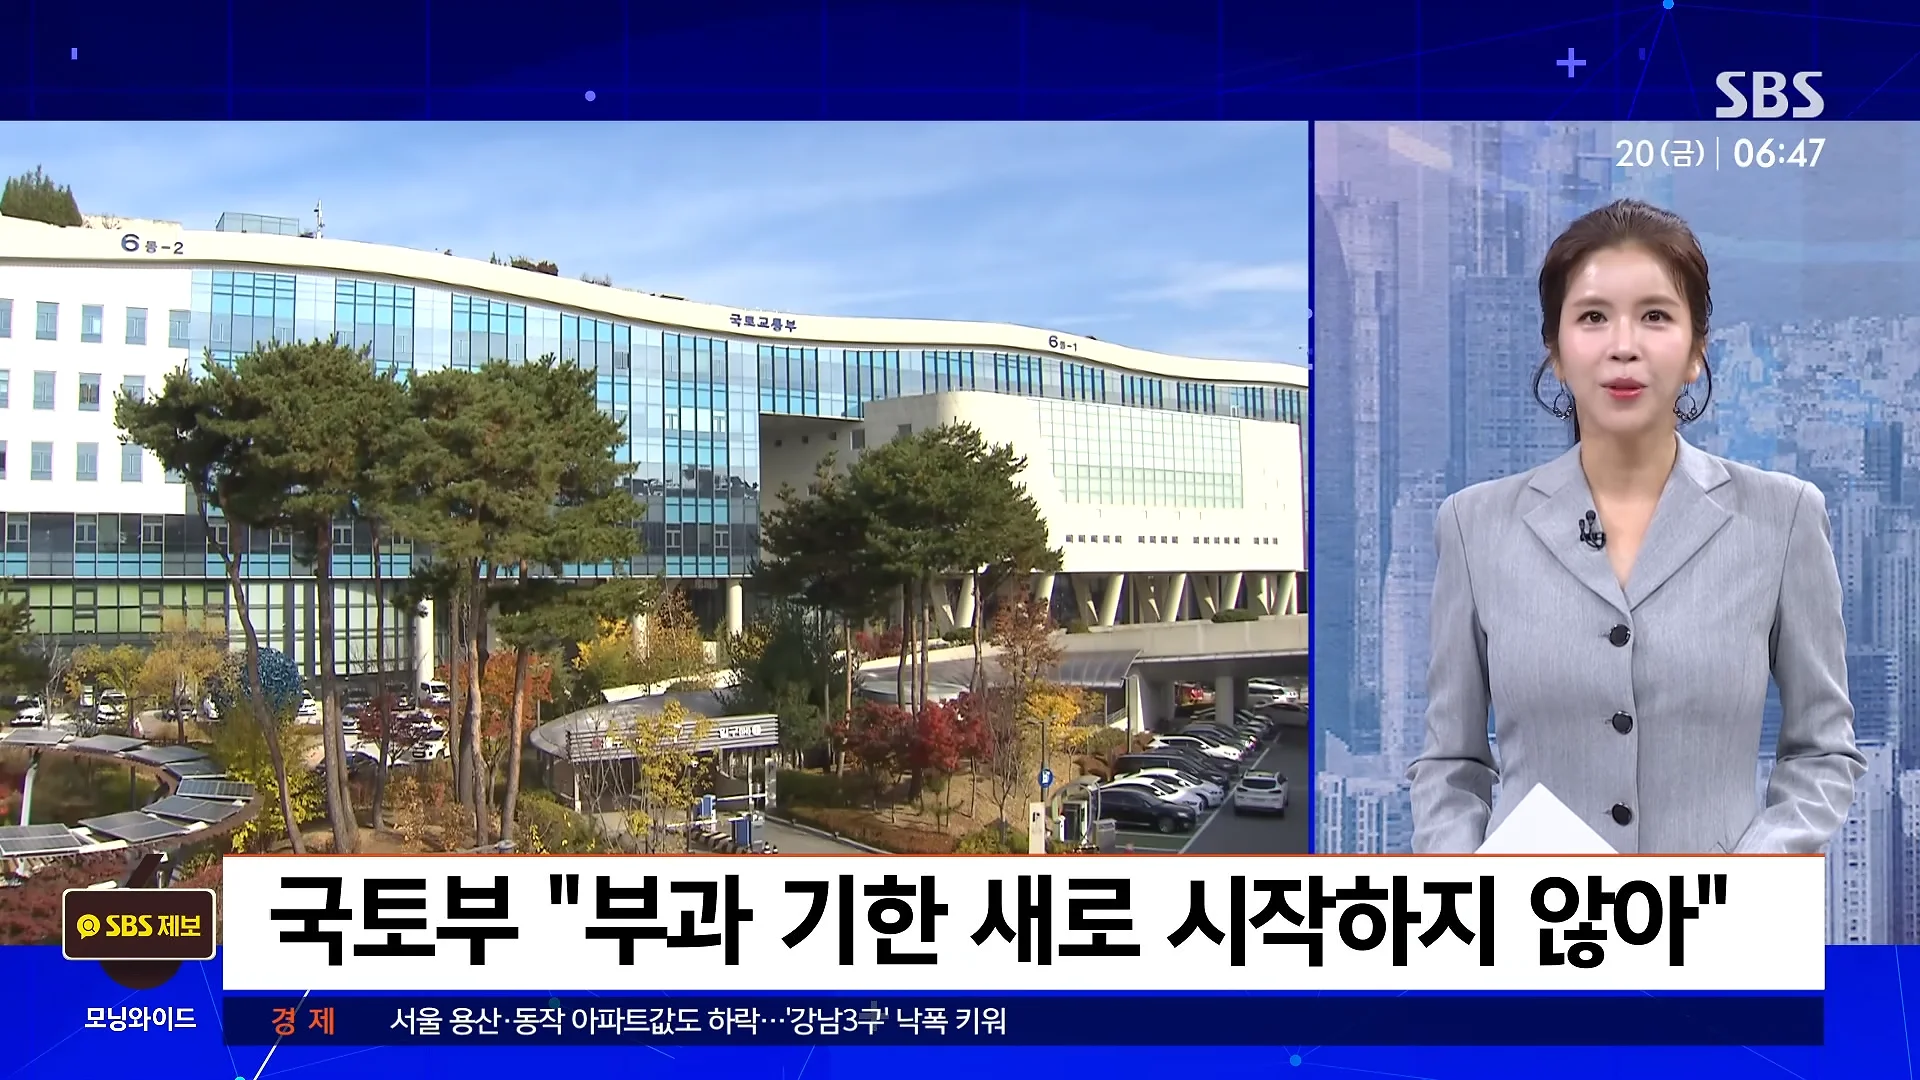 SBS
20(금) 06:47
6동-2
국토교통부
6동-1
국토부 "부과 기한 새로 시작하지 않아"
SBS 제보
모닝와이드
경제 서울 용산·동작 아파트값도 하락…'강남3구' 낙폭 키워